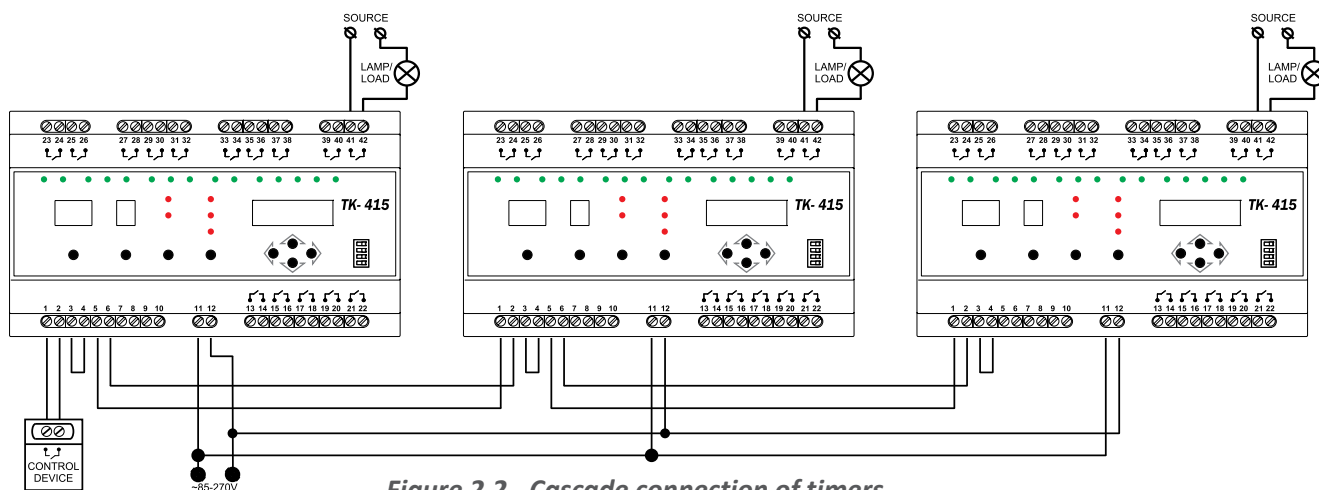 SOURCE SOURCE SOURCE
LAMP/ LOAD LAMP/ LOAD LAMP/ LOAD
23 24 25 26 27 28 29 30 31 32 33 34 35 36 37 38 39 40 41 42
23 24 25 26 27 28 29 30 31 32 33 34 35 36 37 38 39 40 41 42
23 24 25 26 27 28 29 30 31 32 33 34 35 36 37 38 39 40 41 42
TK- 415 TK- 415 TK- 415
1 2 3 4 5 6 7 8 9 10 11 12 13 14 15 16 17 18 19 20 21 22
1 2 3 4 5 6 7 8 9 10 11 12 13 14 15 16 17 18 19 20 21 22
1 2 3 4 5 6 7 8 9 10 11 12 13 14 15 16 17 18 19 20 21 22
CONTROL
DEVICE
~85-270V
Figure 2.2 - Cascade connection of timers